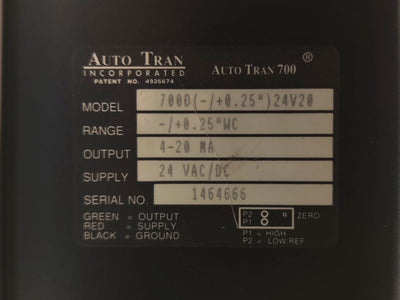 AUTO TRAN
INCORPORATED
PATENT NO. 4926674
AUTO TRAN 700 ®
MODEL 700D(-/+0.25")24V20
RANGE -/+0.25"WC
OUTPUT 4-20 MA
SUPPLY 24 VAC/DC
SERIAL NO. 1464666
GREEN = OUTPUT
RED = SUPPLY
BLACK = GROUND
P2
P1
ZERO
P1 = HIGH
P2 = LOW REF